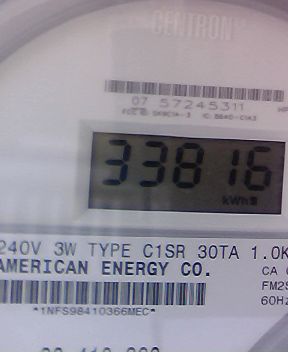 CENTRON
07 57245311
33816
kWh
240V 3W TYPE C1SR 30TA 1.0K
AMERICAN ENERGY CO.
CA
FM2S
60Hz
*1NFS98410366MEC*